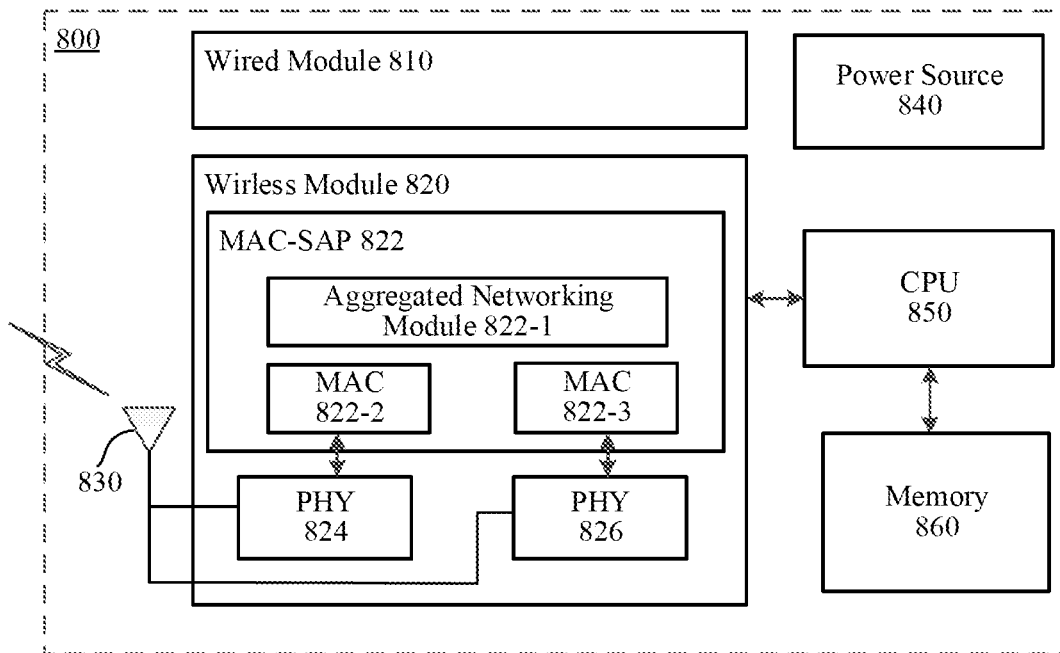 800
Wired Module 810
Power Source
840
Wirless Module 820
MAC-SAP 822
Aggregated Networking
Module 822-1
MAC
822-2
MAC
822-3
CPU
850
830
PHY
824
PHY
826
Memory
860